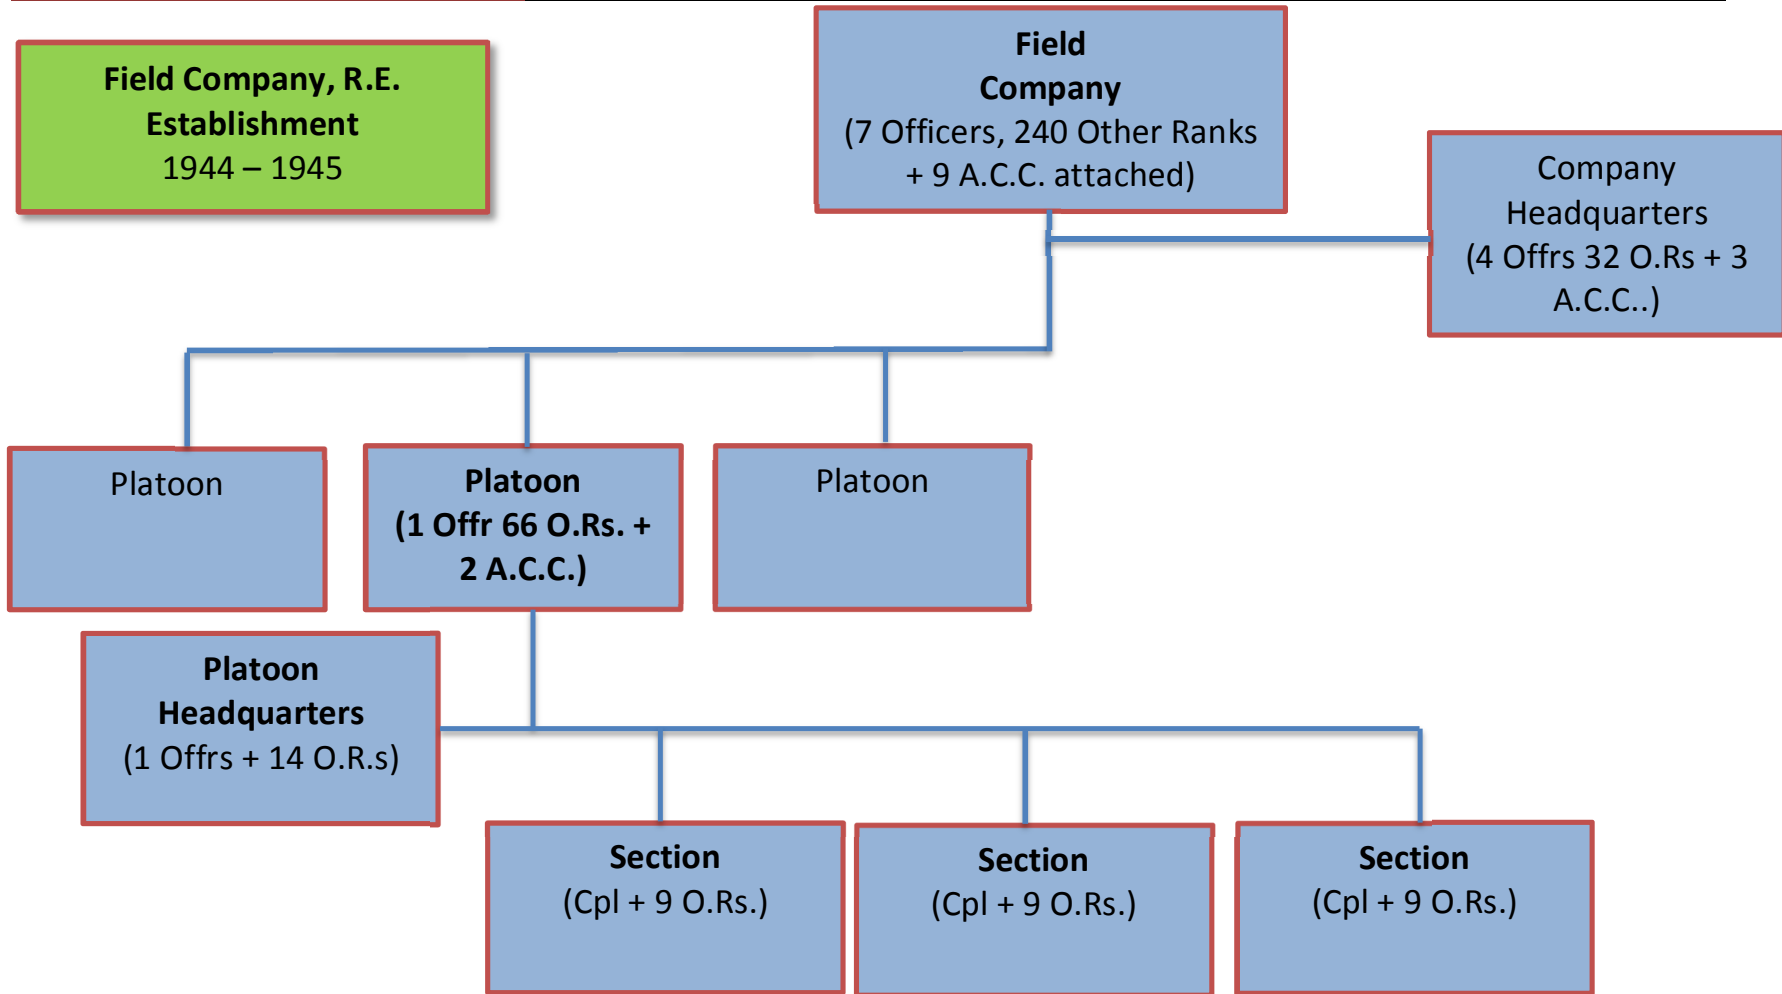 Field Company, R.E.
Establishment
1944 – 1945
Field
Company
(7 Officers, 240 Other Ranks
+ 9 A.C.C. attached)
Company
Headquarters
(4 Offrs 32 O.Rs + 3
A.C.C..)
Platoon
Platoon
(1 Offr 66 O.Rs. +
2 A.C.C.)
Platoon
Platoon
Headquarters
(1 Offrs + 14 O.R.s)
Section
(Cpl + 9 O.Rs.)
Section
(Cpl + 9 O.Rs.)
Section
(Cpl + 9 O.Rs.)